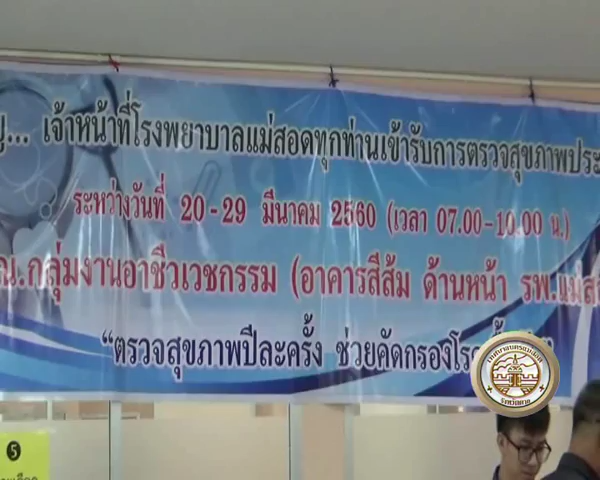 ... เจ้าหน้าที่โรงพยาบาลแม่สอดทุกท่านเข้ารับการตรวจสุขภาพประ
ระหว่างวันที่ 20-29 มีนาคม 2560 (เวลา 07.00-10.00 น.)
ณ.กลุ่มงานอาชีวเวชกรรม (อาคารสีส้ม ด้านหน้า รพ.แม่ส
"ตรวจสุขภาพปีละครั้ง ช่วยคัดกรองโร
5